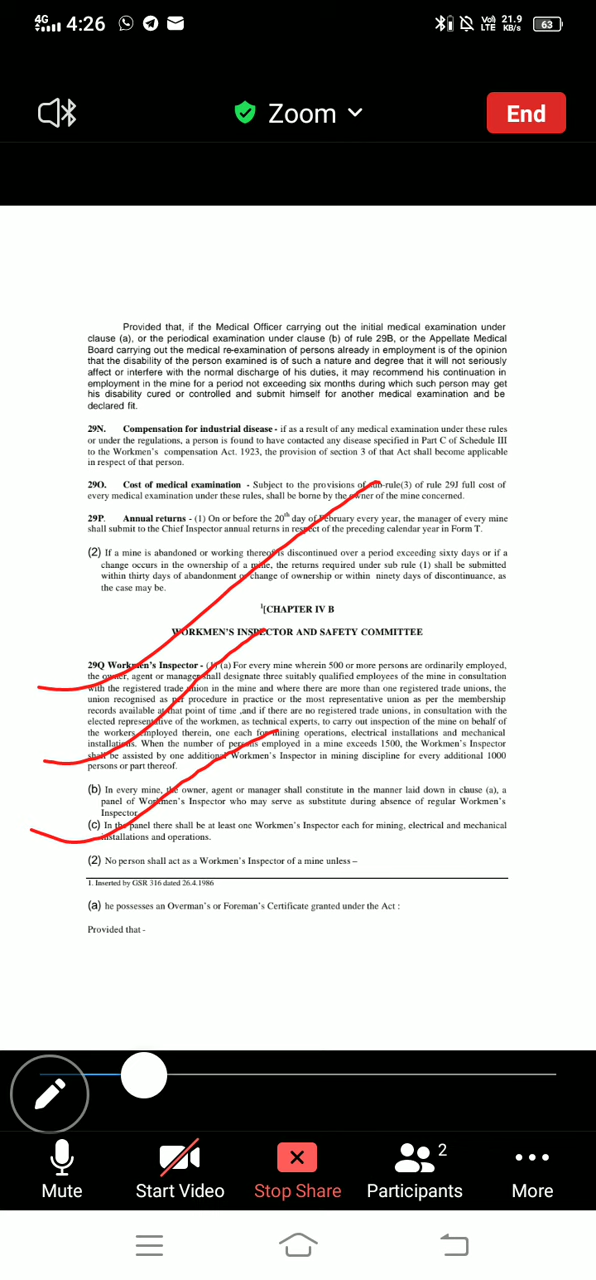 4G 4:26 Vo) LTE 21.9 KB/s 63
Zoom
End
Provided that, if the Medical Officer carrying out the initial medical examination under
clause (a), or the periodical examination under clause (b) of rule 29B, or the Appellate Medical
Board carrying out the medical re-examination of persons already in employment is of the opinion
that the disability of the person examined is of such a nature and degree that it will not seriously
affect or interfere with the normal discharge of his duties, it may recommend his continuation in
employment in the mine for a period not exceeding six months during which such person may get
his disability cured or controlled and submit himself for another medical examination and be
declared fit.
29N. Compensation for industrial disease - if as a result of any medical examination under these rules
or under the regulations, a person is found to have contacted any disease specified in Part C of Schedule III
to the Workmen's compensation Act. 1923, the provision of section 3 of that Act shall become applicable
in respect of that person.
29O. Cost of medical examination - Subject to the provisions of sub-rule(3) of rule 29J full cost of
every medical examination under these rules, shall be borne by the owner of the mine concerned.
29P. Annual returns - (1) On or before the 20th day of February every year, the manager of every mine
shall submit to the Chief Inspector annual returns in respect of the preceding calendar year in Form T.
(2) If a mine is abandoned or working thereof is discontinued over a period exceeding sixty days or if a
change occurs in the ownership of a mine, the returns required under sub rule (1) shall be submitted
within thirty days of abandonment or change of ownership or within ninety days of discontinuance, as
the case may be.
1[CHAPTER IV B
WORKMEN'S INSPECTOR AND SAFETY COMMITTEE
29Q Workmen's Inspector - (1) (a) For every mine wherein 500 or more persons are ordinarily employed,
the owner, agent or manager shall designate three suitably qualified employees of the mine in consultation
with the registered trade union in the mine and where there are more than one registered trade unions, the
union recognised as per procedure in practice or the most representative union as per the membership
records available at that point of time ,and if there are no registered trade unions, in consultation with the
elected representative of the workmen, as technical experts, to carry out inspection of the mine on behalf of
the workers employed therein, one each for mining operations, electrical installations and mechanical
installations. When the number of persons employed in a mine exceeds 1500, the Workmen's Inspector
shall be assisted by one additional Workmen's Inspector in mining discipline for every additional 1000
persons or part thereof.
(b) In every mine, the owner, agent or manager shall constitute in the manner laid down in clause (a), a
panel of Workmen's Inspector who may serve as substitute during absence of regular Workmen's
Inspector.
(c) In the panel there shall be at least one Workmen's Inspector each for mining, electrical and mechanical
installations and operations.
(2) No person shall act as a Workmen's Inspector of a mine unless –
1. Inserted by GSR 316 dated 26.4.1986
(a) he possesses an Overman's or Foreman's Certificate granted under the Act :
Provided that -
2
Mute
Start Video
Stop Share
Participants
More